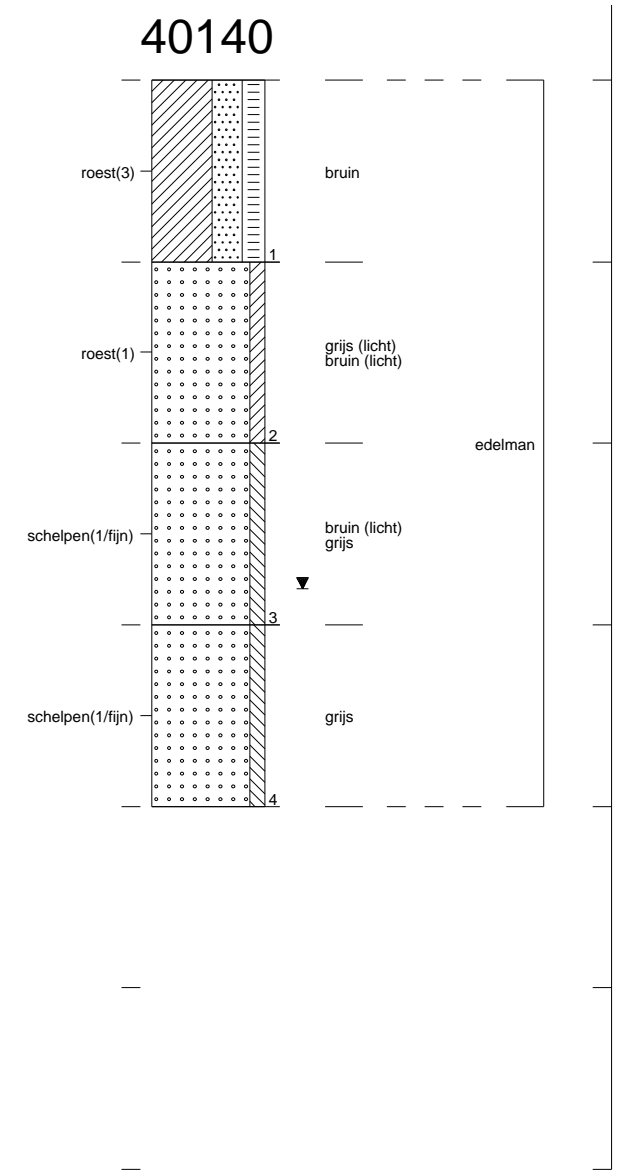 40140
roest(3)
bruin
1
roest(1)
grijs (licht)
bruin (licht)
2
edelman
schelpen(1/fijn)
bruin (licht)
grijs
3
schelpen(1/fijn)
grijs
4